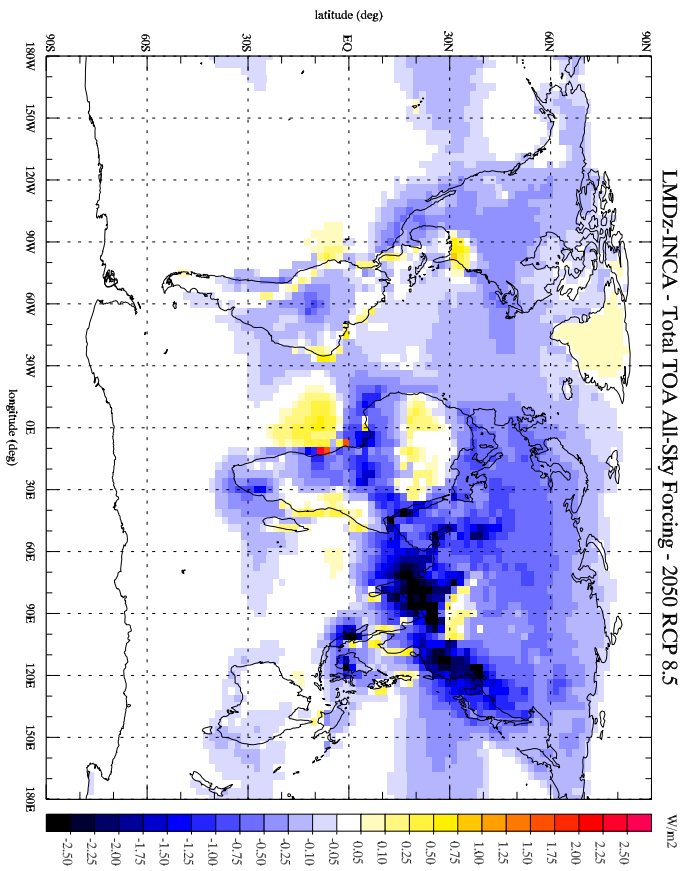 LMDz-INCA - Total TOA All-Sky Forcing - 2050 RCP 8.5
latitude (deg)
90S 60S 30S EQ 30N 60N 90N
180W
150W
120W
90W
60W
30W
0E
30E
60E
90E
120E
150E
180E
longitude (deg)
W/m2
-2.50 -2.25 -2.00 -1.75 -1.50 -1.25 -1.00 -0.75 -0.50 -0.25 -0.10 -0.05 0.05 0.10 0.25 0.50 0.75 1.00 1.25 1.50 1.75 2.00 2.25 2.50